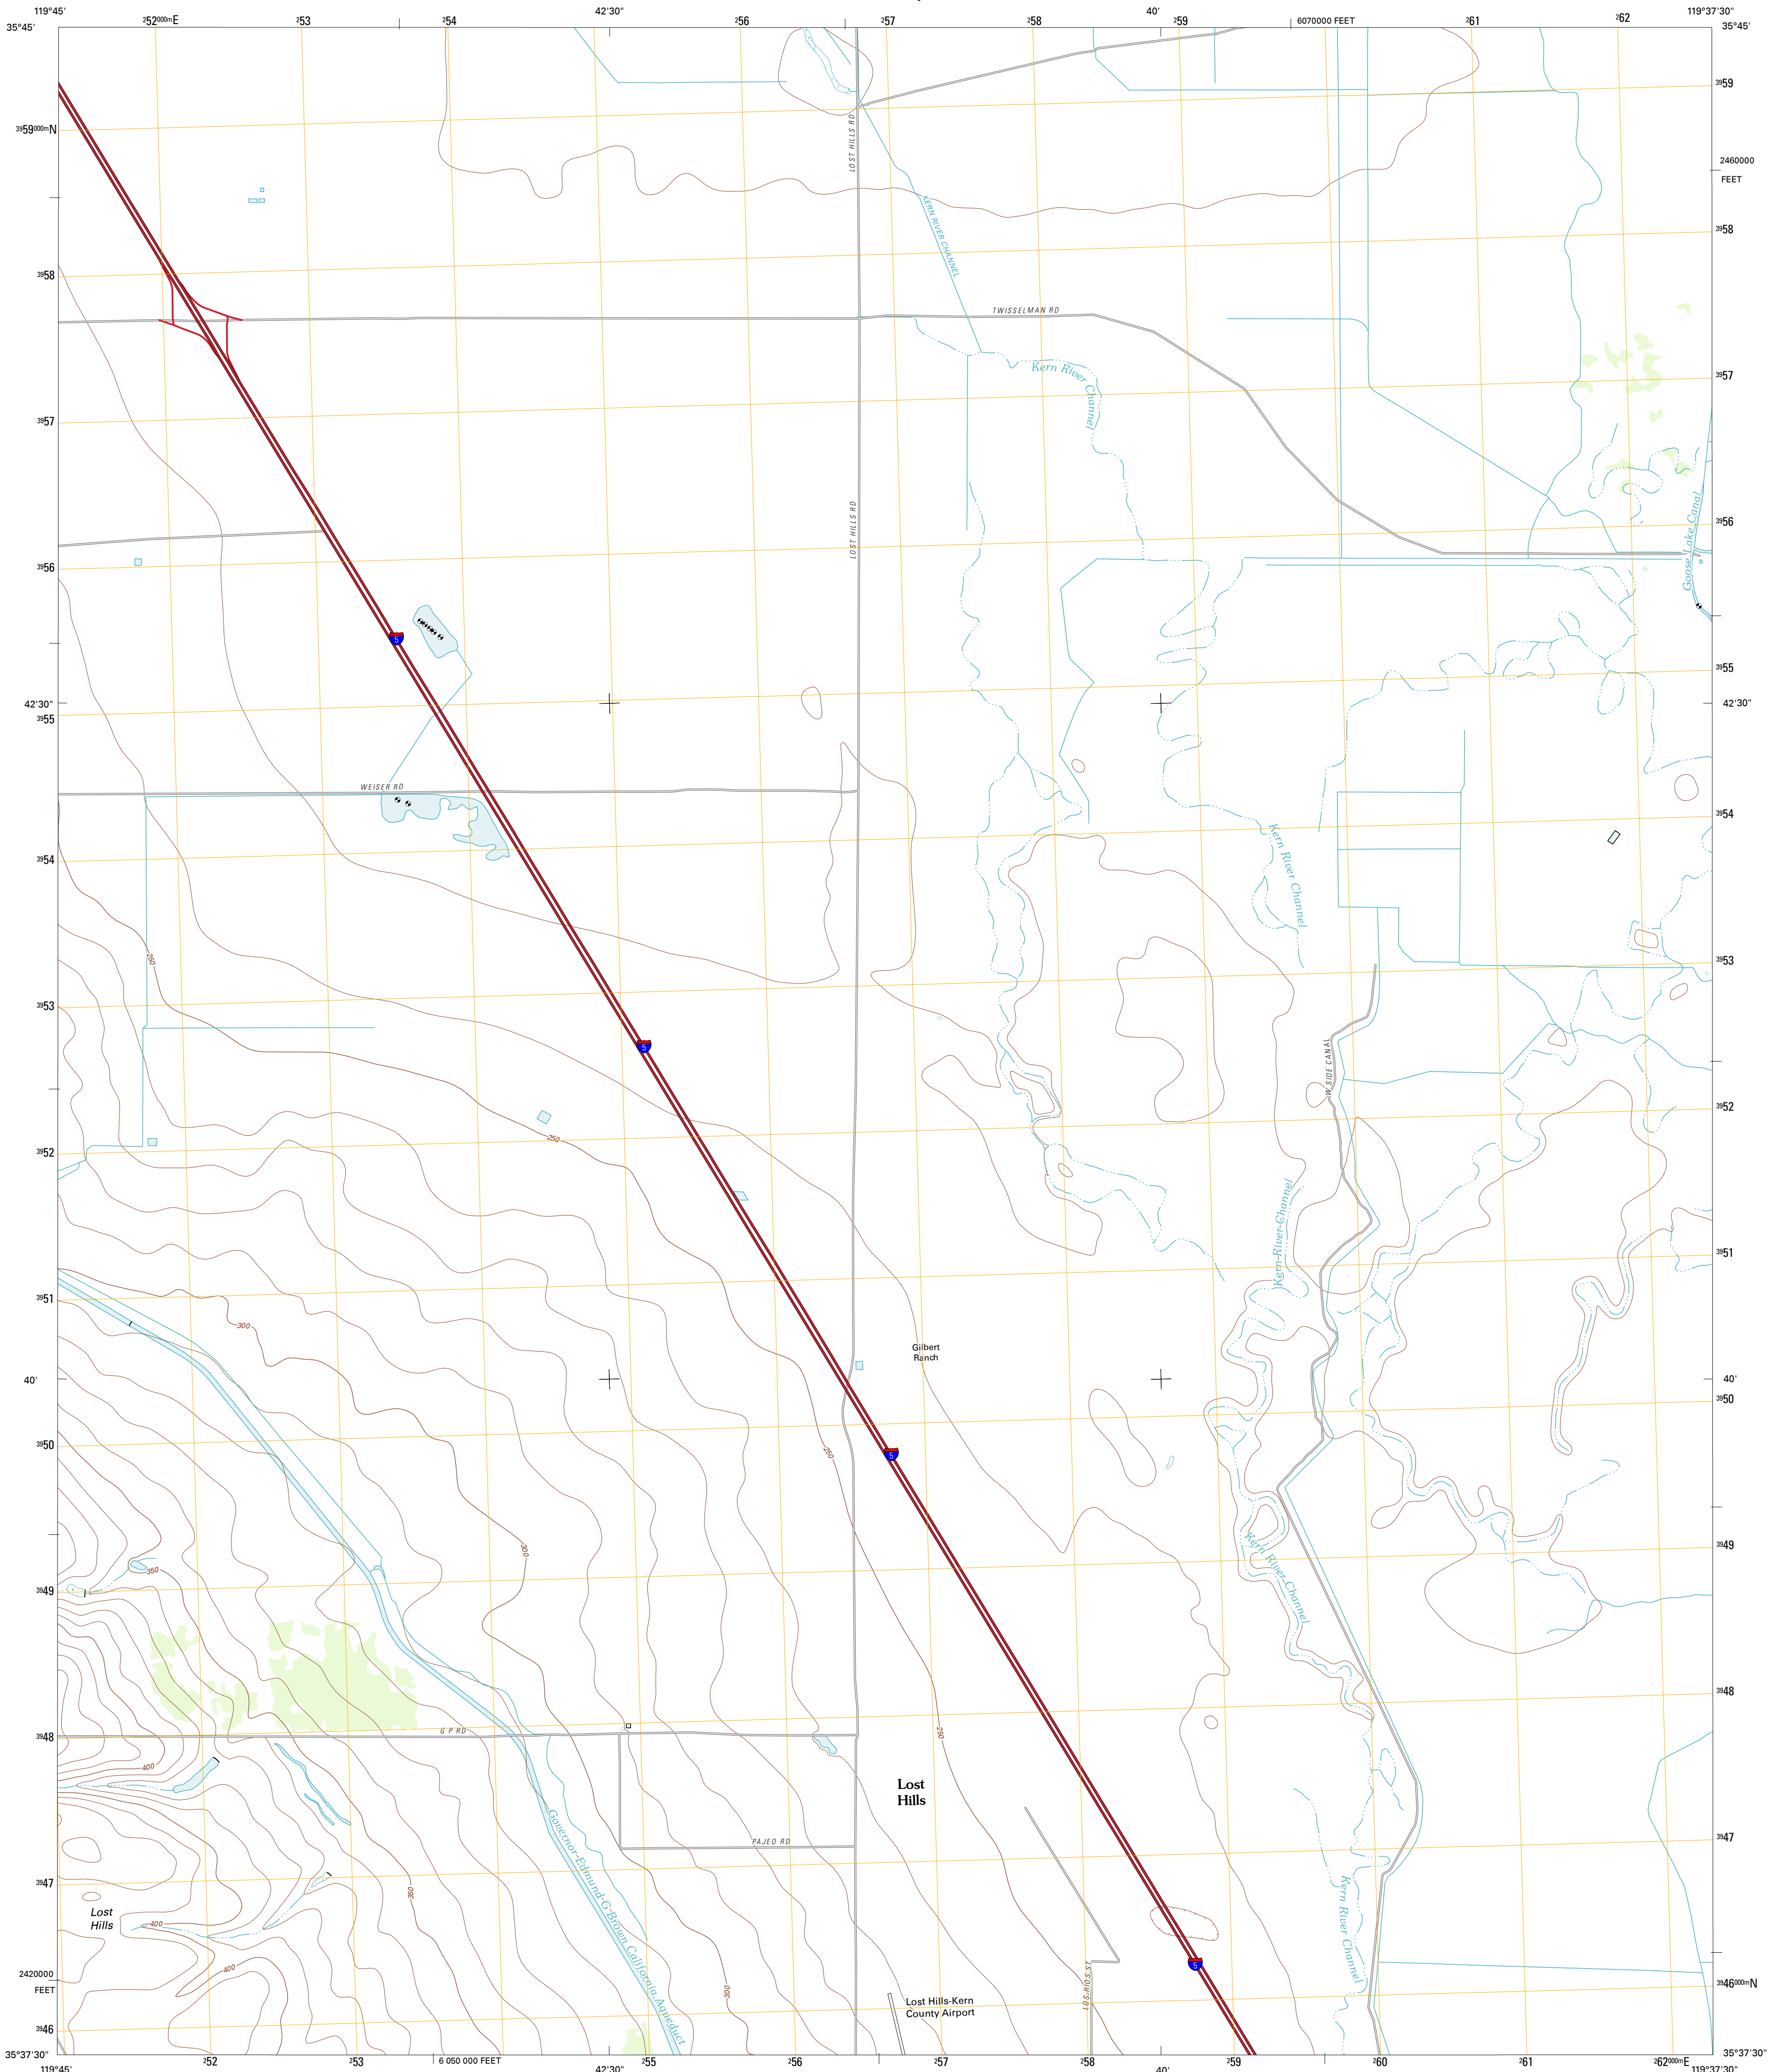 119°45'
²52⁰⁰⁰ᵐE
²53
²54
42'30"
²56
²57
²58
40'
²59
6070000 FEET
²61
²62
119°37'30"
35°45'
35°45'
³⁹59
³⁹59⁰⁰⁰ᵐN
LOST HILLS RD
2460000
FEET
KERN RIVER CHANNEL
³⁹58
³⁹58
TWISSELMAN RD
Kern River Channel
³⁹57
³⁹57
LOST HILLS RD
Goose Lake Canal
³⁹56
³⁹56
5
³⁹55
42'30"
42'30"
³⁹55
WEISER RD
³⁹54
³⁹54
Kern River Channel
250
³⁹53
³⁹53
5
W SIDE CANAL
³⁹52
250
³⁹52
Kern River Channel
³⁹51
³⁹51
300
Gilbert
Ranch
40'
40'
³⁹50
³⁹50
250
5
300
³⁹49
Kern River Channel
350
³⁹49
³⁹48
G P RD
250
³⁹48
400
Lost
Hills
Governor Edmund G Brown California Aqueduct
PAJEO RD
³⁹47
³⁹47
350
Kern River Channel
Lost
Hills
400
400
5
2420000
FEET
300
LOS RIOS ST
³⁹46⁰⁰⁰ᵐN
Lost Hills-Kern
County Airport
³⁹46
35°37'30"
35°37'30"
119°45'
²52
²53
6 050 000 FEET
42'30"
²55
²56
²57
²58
40'
²59
²60
²61
²62⁰⁰⁰ᵐE
119°37'30"